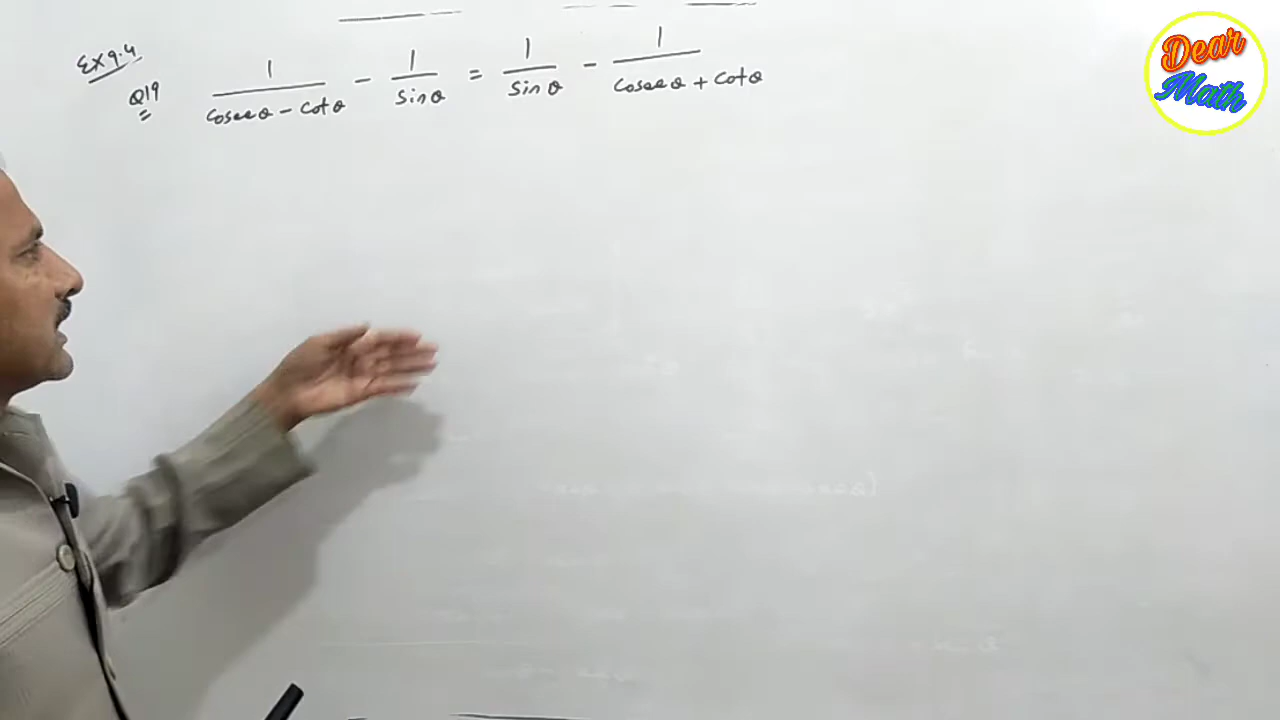 Ex 9.4
Q19
1/(cosecθ − cotθ) − 1/sinθ = 1/sinθ − 1/(cosecθ + cotθ)
Dear
Math